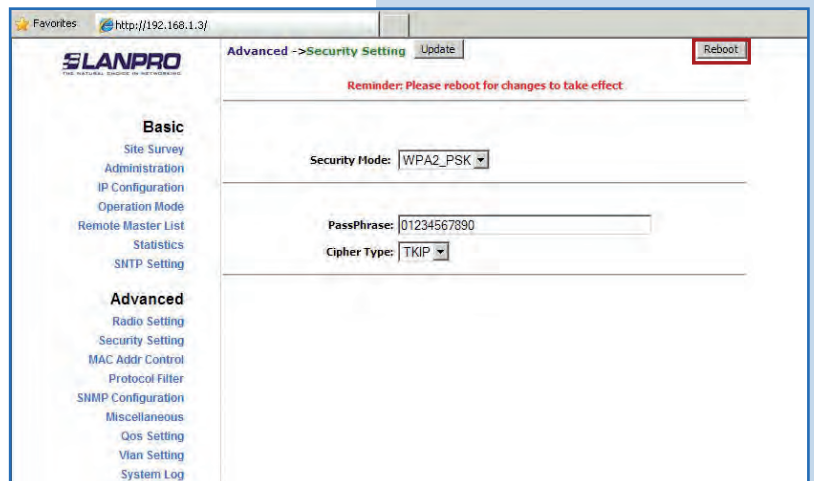 Favorites http://192.168.1.3/
LANPRO
THE NATURAL CHOICE IN NETWORKING
Advanced ->Security Setting Update Reboot
Reminder: Please reboot for changes to take effect
Basic
Site Survey
Administration
IP Configuration
Operation Mode
Remote Master List
Statistics
SNTP Setting
Advanced
Radio Setting
Security Setting
MAC Addr Control
Protocol Filter
SNMP Configuration
Miscellaneous
Qos Setting
Vlan Setting
System Log
Security Mode: WPA2_PSK
PassPhrase: 01234567890
Cipher Type: TKIP